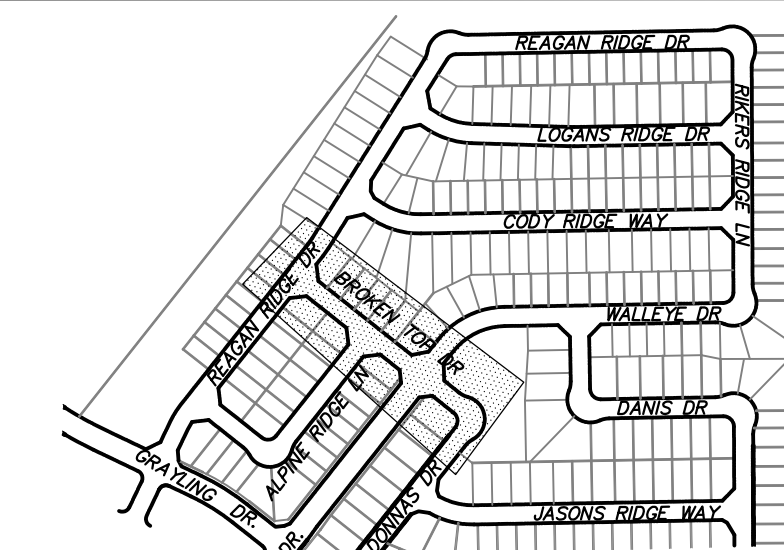 REAGAN RIDGE DR
RIKERS RIDGE LN
LOGANS RIDGE DR
CODY RIDGE WAY
REAGAN RIDGE DR
BROKEN TOP DR
WALLEYE DR
ALPINE RIDGE LN
DANIS DR
GRAYLING DR.
DR.
DONNAS DR
JASONS RIDGE WAY